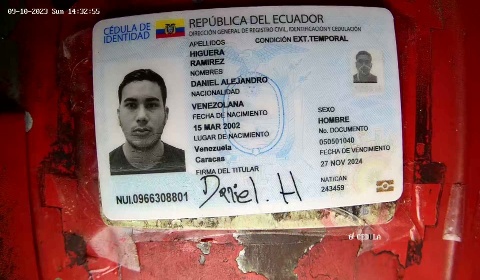 09-10-2023 Sun 14:32:55
CÉDULA DE
IDENTIDAD
REPÚBLICA DEL ECUADOR
DIRECCIÓN GENERAL DE REGISTRO CIVIL, IDENTIFICACIÓN Y CEDULACIÓN
APELLIDOS
CONDICIÓN EXT.TEMPORAL
HIGUERA
RAMIREZ
NOMBRES
DANIEL ALEJANDRO
NACIONALIDAD
VENEZOLANA
FECHA DE NACIMIENTO
15 MAR 2002
LUGAR DE NACIMIENTO
Venezuela
Caracas
FIRMA DEL TITULAR
SEXO
HOMBRE
No. DOCUMENTO
050501040
FECHA DE VENCIMIENTO
27 NOV 2024
NAT/CAN
243459
NUI.0966308801
Daniel. H